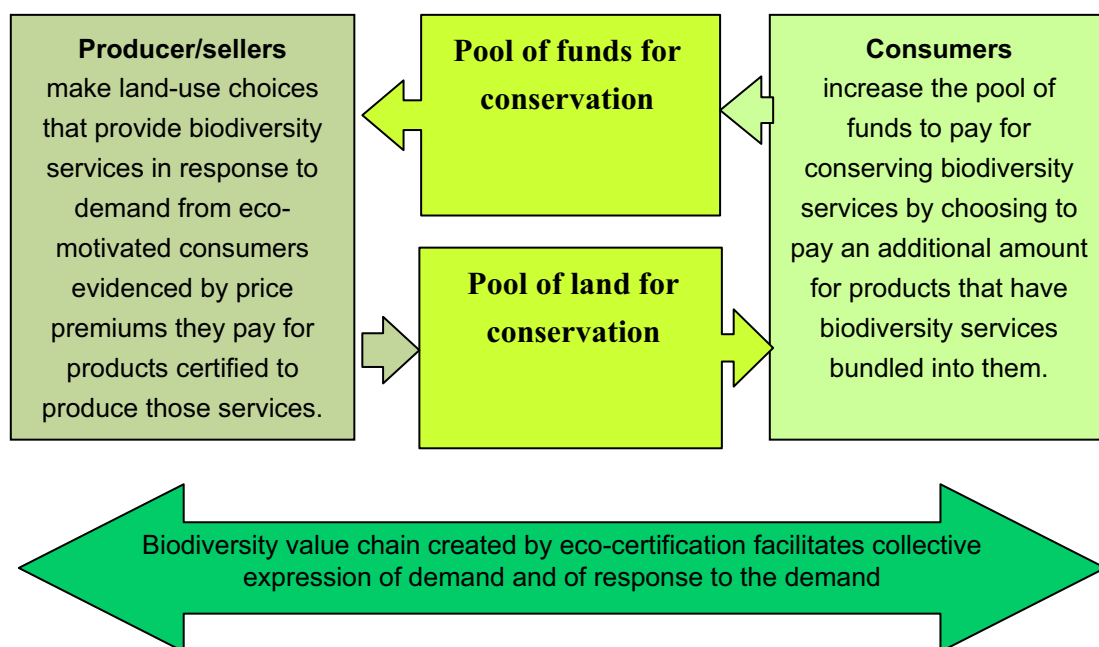 Producer/sellers
make land-use choices
that provide biodiversity
services in response to
demand from eco-
motivated consumers
evidenced by price
premiums they pay for
products certified to
produce those services.
Pool of funds for
conservation
Pool of land for
conservation
Consumers
increase the pool of
funds to pay for
conserving biodiversity
services by choosing to
pay an additional amount
for products that have
biodiversity services
bundled into them.
Biodiversity value chain created by eco-certification facilitates collective
expression of demand and of response to the demand